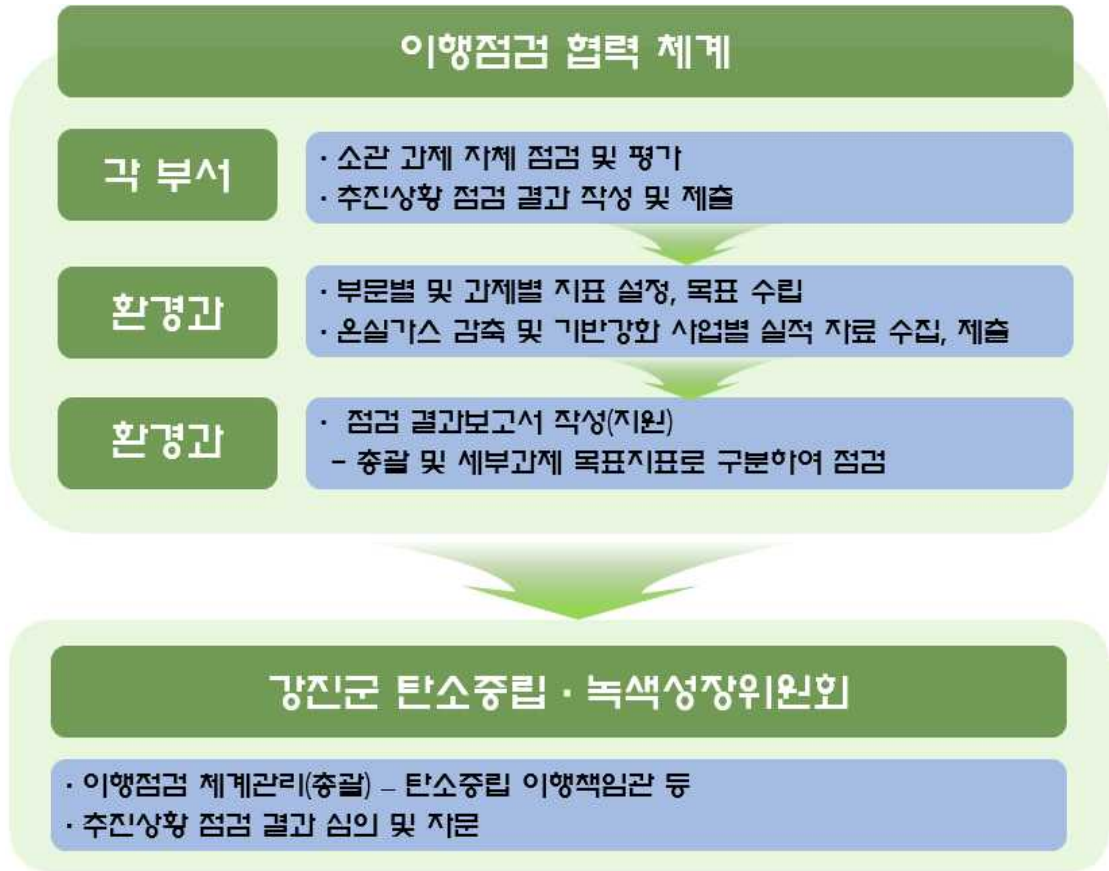 이행점검 협력 체계
각 부서
· 소관 과제 자체 점검 및 평가
· 추진상황 점검 결과 작성 및 제출
환경과
· 부문별 및 과제별 지표 설정, 목표 수립
· 온실가스 감축 및 기반강화 사업별 실적 자료 수집, 제출
환경과
· 점검 결과보고서 작성(지원)
– 총괄 및 세부과제 목표지표로 구분하여 점검
강진군 탄소중립 · 녹색성장위원회
· 이행점검 체계관리(총괄) – 탄소중립 이행책임관 등
· 추진상황 점검 결과 심의 및 자문